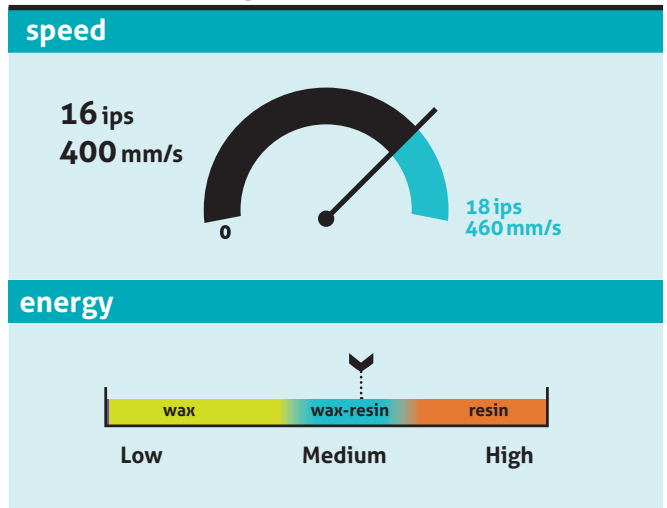 speed
16 ips
400 mm/s
0
18 ips
460 mm/s
energy
wax wax-resin resin
Low Medium High